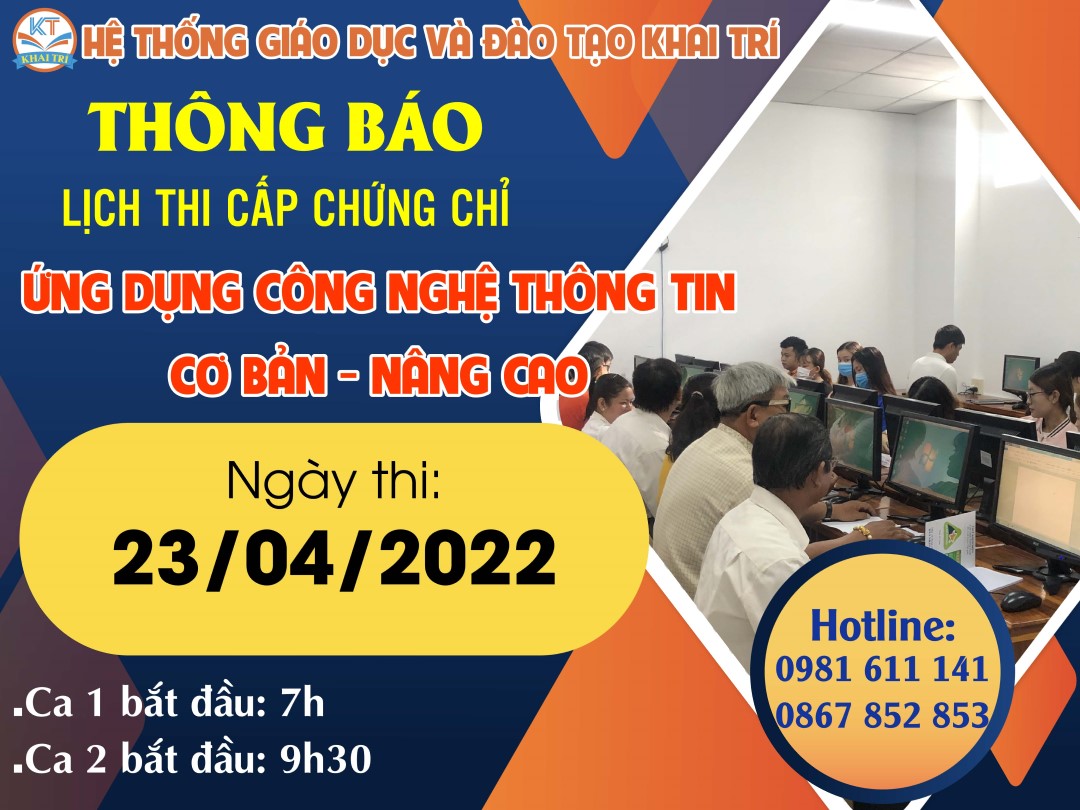 KT
KHAI TRÍ
HỆ THỐNG GIÁO DỤC VÀ ĐÀO TẠO KHAI TRÍ
THÔNG BÁO
LỊCH THI CẤP CHỨNG CHỈ
ỨNG DỤNG CÔNG NGHỆ THÔNG TIN
CƠ BẢN - NÂNG CAO
Ngày thi:
23/04/2022
.Ca 1 bắt đầu: 7h
.Ca 2 bắt đầu: 9h30
Hotline:
0981 611 141
0867 852 853